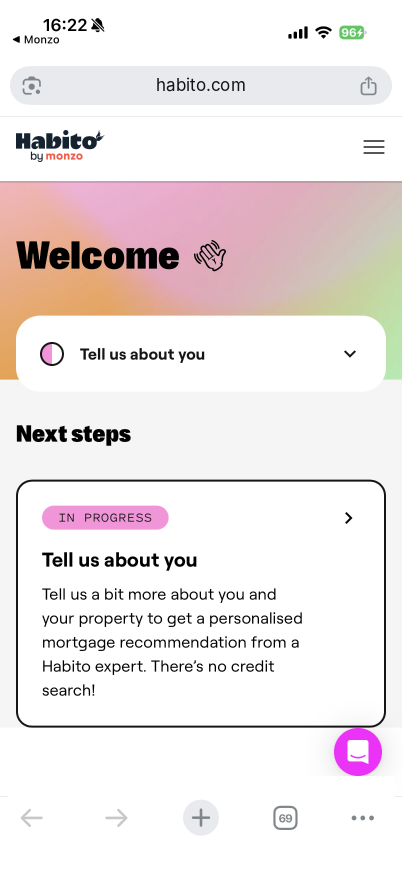 16:22
◀ Monzo
96
habito.com
Habito
by monzo
Welcome
Tell us about you
Next steps
IN PROGRESS
Tell us about you
Tell us a bit more about you and
your property to get a personalised
mortgage recommendation from a
Habito expert. There's no credit
search!
69